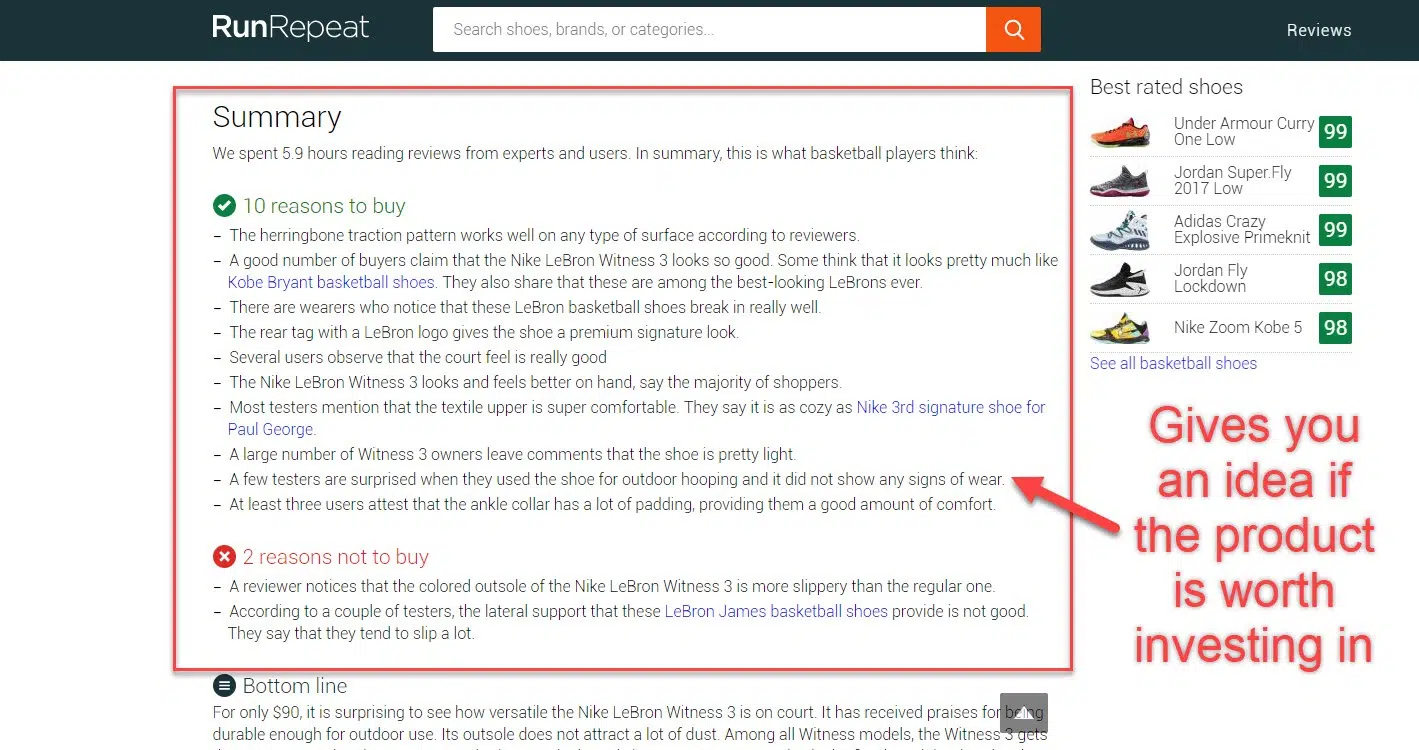 RunRepeat
Search shoes, brands, or categories...
Reviews
Summary
We spent 5.9 hours reading reviews from experts and users. In summary, this is what basketball players think:
10 reasons to buy
– The herringbone traction pattern works well on any type of surface according to reviewers.
– A good number of buyers claim that the Nike LeBron Witness 3 looks so good. Some think that it looks pretty much like
Kobe Bryant basketball shoes. They also share that these are among the best-looking LeBrons ever.
– There are wearers who notice that these LeBron basketball shoes break in really well.
– The rear tag with a LeBron logo gives the shoe a premium signature look.
– Several users observe that the court feel is really good
– The Nike LeBron Witness 3 looks and feels better on hand, say the majority of shoppers.
– Most testers mention that the textile upper is super comfortable. They say it is as cozy as Nike 3rd signature shoe for
Paul George.
– A large number of Witness 3 owners leave comments that the shoe is pretty light.
– A few testers are surprised when they used the shoe for outdoor hooping and it did not show any signs of wear.
– At least three users attest that the ankle collar has a lot of padding, providing them a good amount of comfort.
2 reasons not to buy
– A reviewer notices that the colored outsole of the Nike LeBron Witness 3 is more slippery than the regular one.
– According to a couple of testers, the lateral support that these LeBron James basketball shoes provide is not good.
They say that they tend to slip a lot.
Bottom line
For only $90, it is surprising to see how versatile the Nike LeBron Witness 3 is on court. It has received praises for being
durable enough for outdoor use. Its outsole does not attract a lot of dust. Among all Witness models, the Witness 3 gets
Best rated shoes
Under Armour Curry
One Low
99
Jordan Super.Fly
2017 Low
99
Adidas Crazy
Explosive Primeknit
99
Jordan Fly
Lockdown
98
Nike Zoom Kobe 5
98
See all basketball shoes
Gives you
an idea if
the product
is worth
investing in